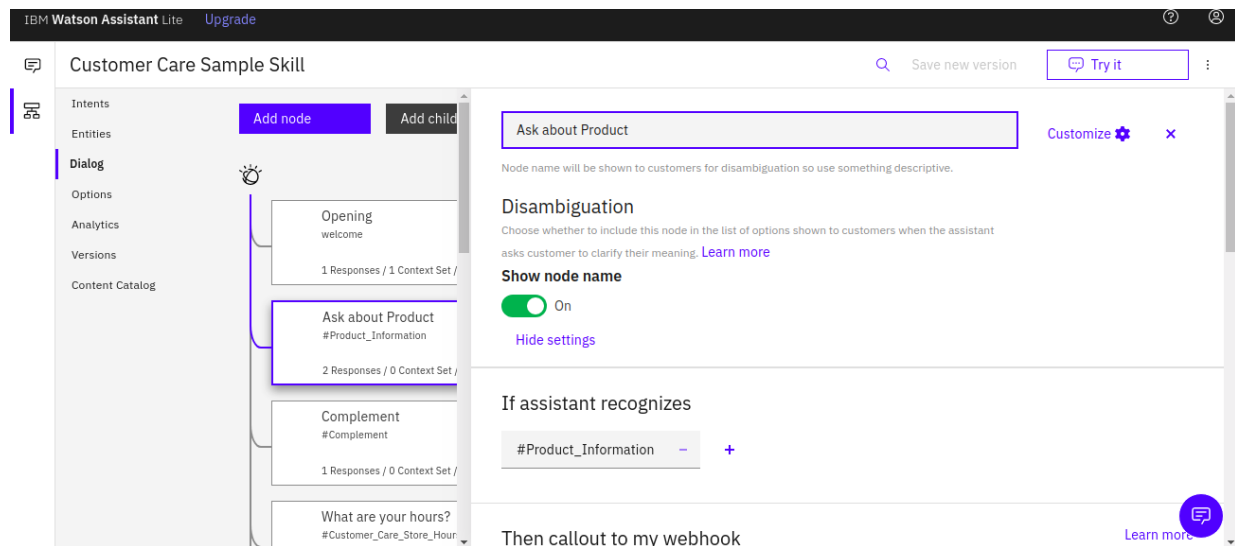 IBM Watson Assistant Lite Upgrade
Customer Care Sample Skill
Save new version
Try it
Intents
Entities
Dialog
Options
Analytics
Versions
Content Catalog
Add node
Add child
Opening
welcome
1 Responses / 1 Context Set /
Ask about Product
#Product_Information
2 Responses / 0 Context Set /
Complement
#Complement
1 Responses / 0 Context Set /
What are your hours?
#Customer_Care_Store_Hour
Ask about Product
Customize
Node name will be shown to customers for disambiguation so use something descriptive.
Disambiguation
Choose whether to include this node in the list of options shown to customers when the assistant
asks customer to clarify their meaning. Learn more
Show node name
On
Hide settings
If assistant recognizes
#Product_Information
Then callout to my webhook
Learn more